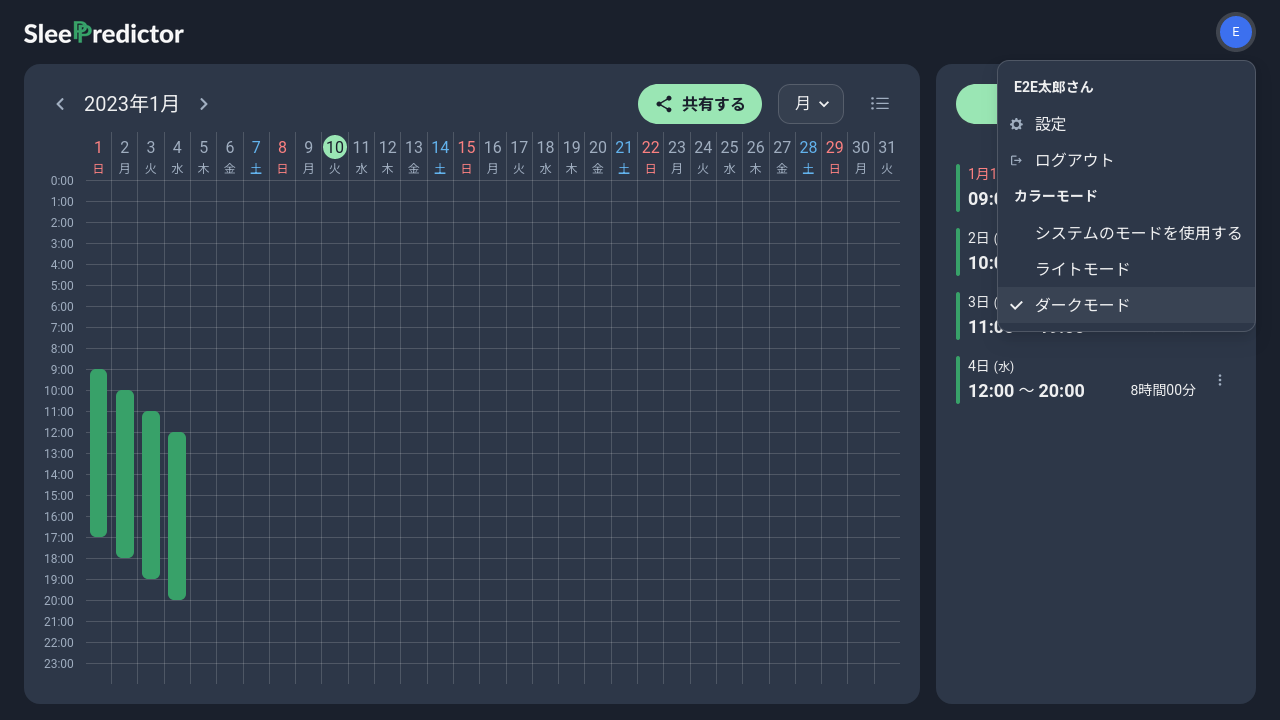 SleePredictor
E
2023年1月
共有する
月
1 2 3 4 5 6 7 8 9 10 11 12 13 14 15 16 17 18 19 20 21 22 23 24 25 26 27 28 29 30 31
日 月 火 水 木 金 土 日 月 火 水 木 金 土 日 月 火 水 木 金 土 日 月 火 水 木 金 土 日 月 火
0:00
1:00
2:00
3:00
4:00
5:00
6:00
7:00
8:00
9:00
10:00
11:00
12:00
13:00
14:00
15:00
16:00
17:00
18:00
19:00
20:00
21:00
22:00
23:00
E2E太郎さん
設定
ログアウト
カラーモード
システムのモードを使用する
ライトモード
ダークモード
1月1
09:0
2日
10:0
3日
11:0
4日 (水)
12:00 〜 20:00
8時間00分